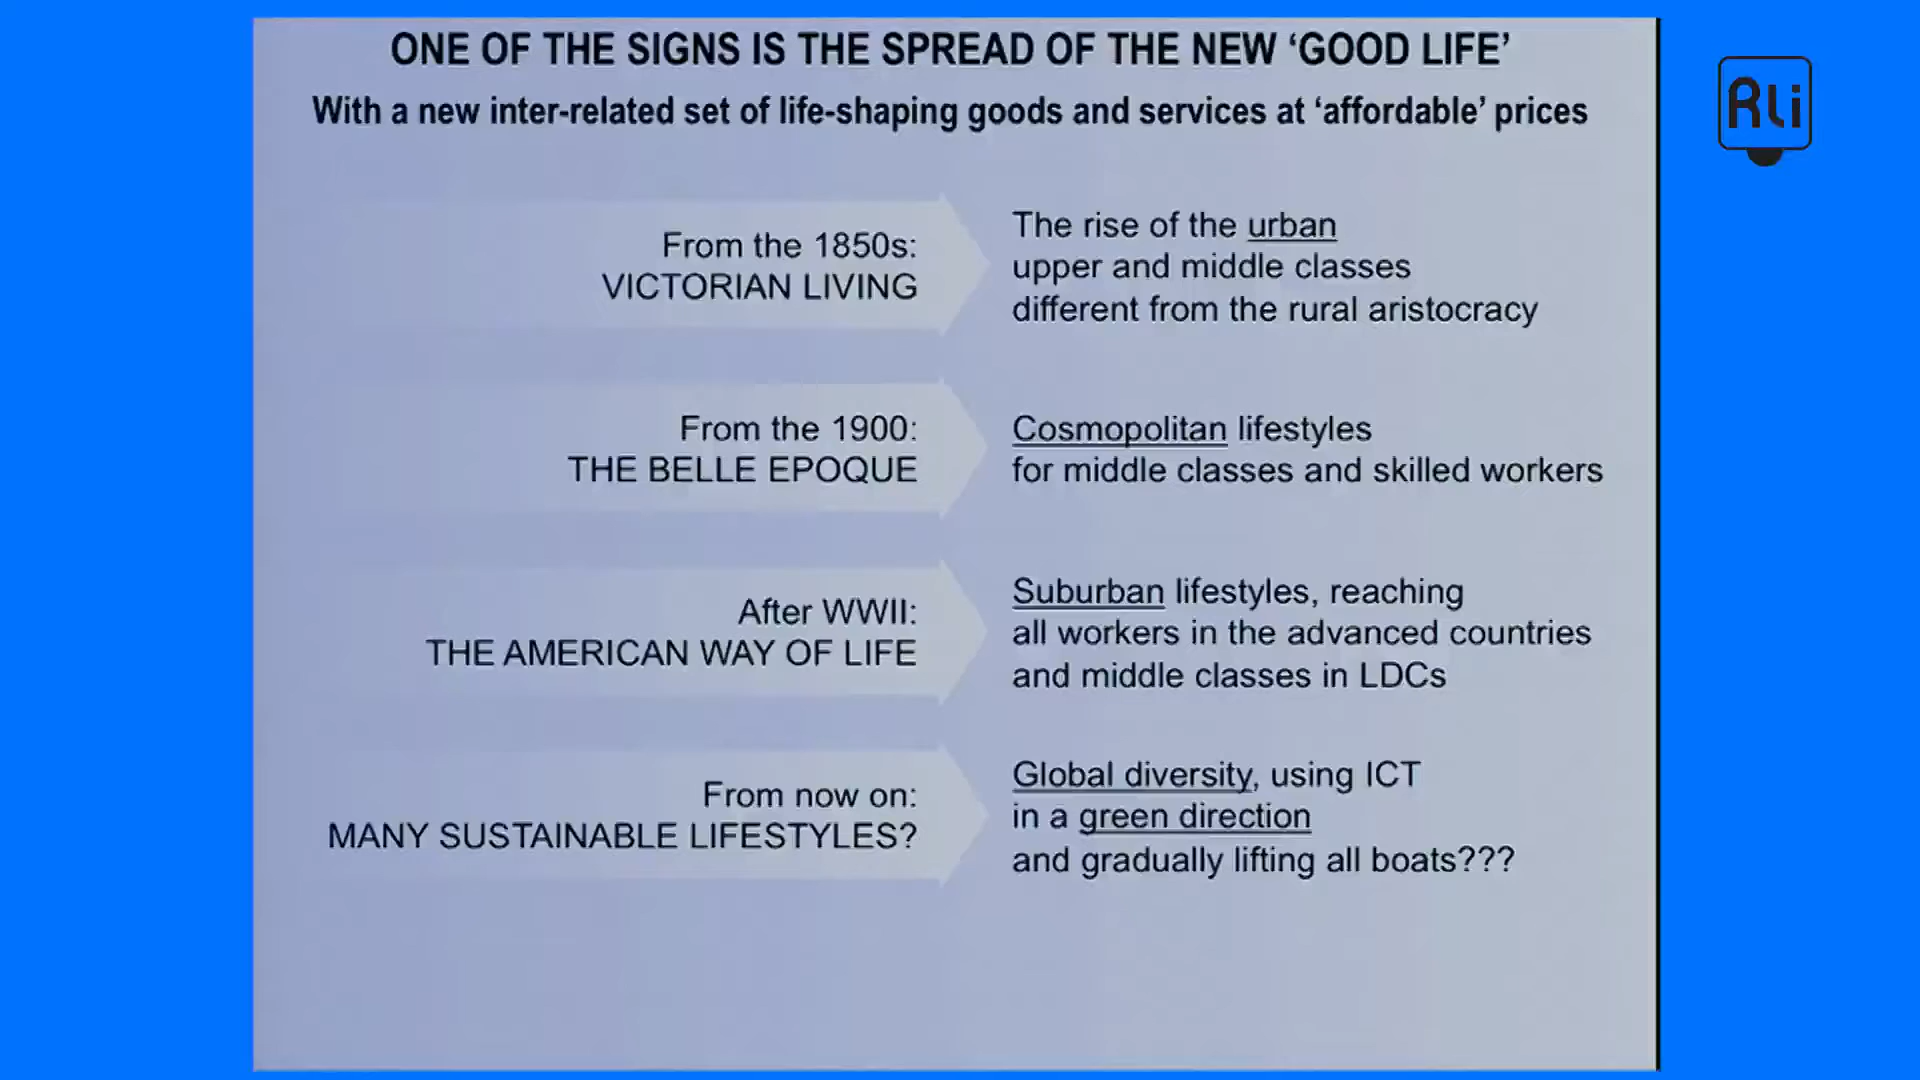 ONE OF THE SIGNS IS THE SPREAD OF THE NEW ‘GOOD LIFE’
With a new inter-related set of life-shaping goods and services at ‘affordable’ prices
From the 1850s:
VICTORIAN LIVING
The rise of the urban
upper and middle classes
different from the rural aristocracy
From the 1900:
THE BELLE EPOQUE
Cosmopolitan lifestyles
for middle classes and skilled workers
After WWII:
THE AMERICAN WAY OF LIFE
Suburban lifestyles, reaching
all workers in the advanced countries
and middle classes in LDCs
From now on:
MANY SUSTAINABLE LIFESTYLES?
Global diversity, using ICT
in a green direction
and gradually lifting all boats???
Rli